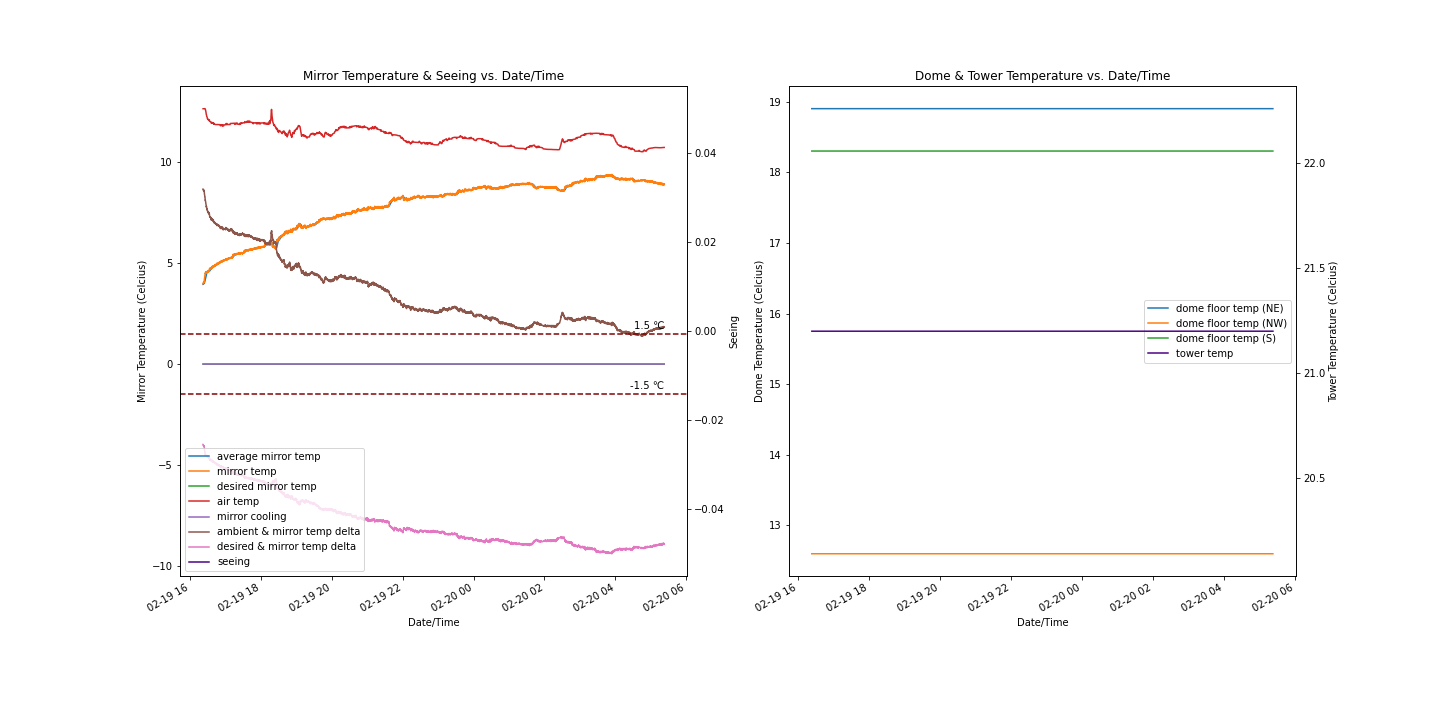 Mirror Temperature & Seeing vs. Date/Time
Mirror Temperature (Celcius)
10
5
0
−5
−10
0.04
0.02
0.00
−0.02
−0.04
Seeing
1.5 °C
-1.5 °C
average mirror temp
mirror temp
desired mirror temp
air temp
mirror cooling
ambient & mirror temp delta
desired & mirror temp delta
seeing
02-19 16
02-19 18
02-19 20
02-19 22
02-20 00
02-20 02
02-20 04
02-20 06
Date/Time
Dome & Tower Temperature vs. Date/Time
Dome Temperature (Celcius)
19
18
17
16
15
14
13
22.0
21.5
21.0
20.5
Tower Temperature (Celcius)
dome floor temp (NE)
dome floor temp (NW)
dome floor temp (S)
tower temp
02-19 16
02-19 18
02-19 20
02-19 22
02-20 00
02-20 02
02-20 04
02-20 06
Date/Time